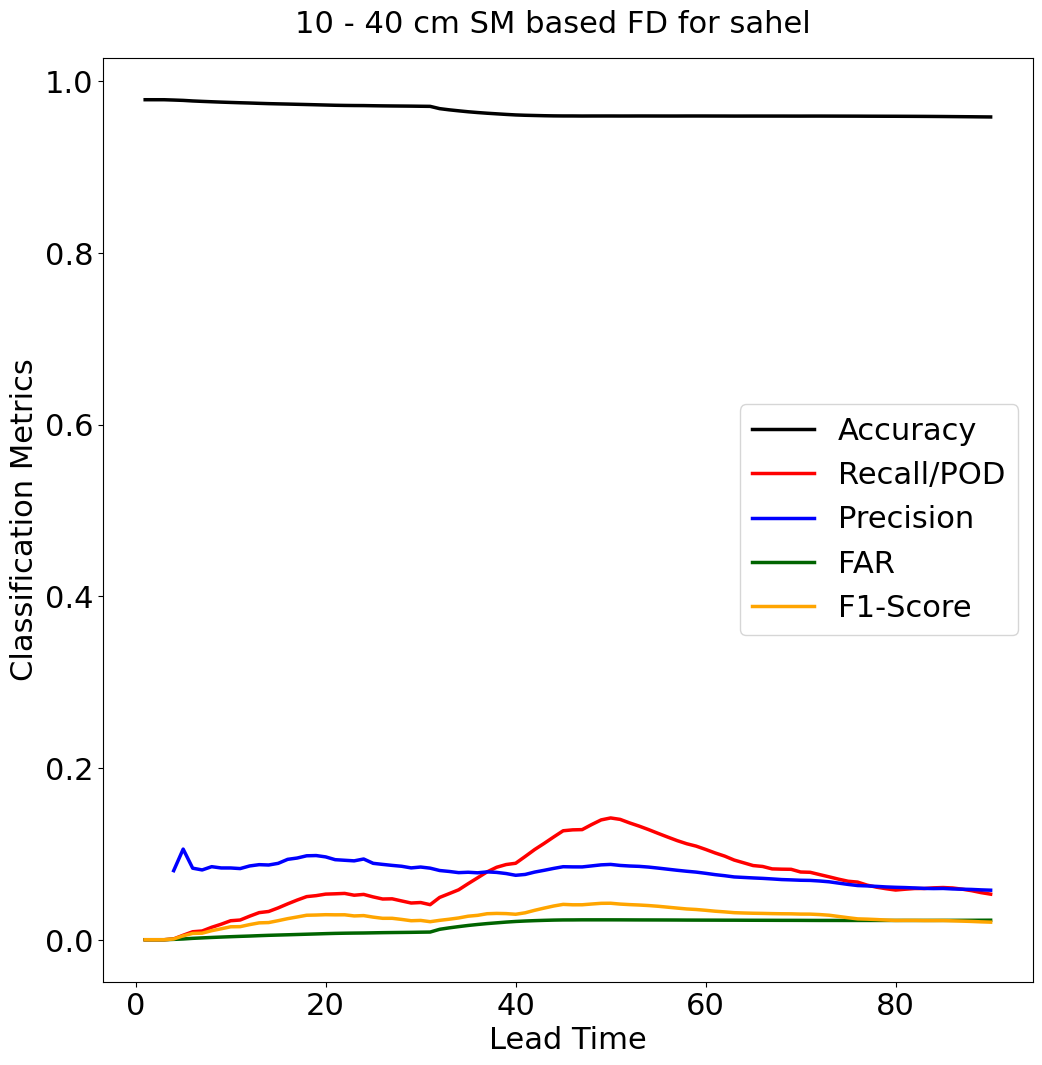 10 - 40 cm SM based FD for sahel
Classification Metrics
1.0
0.8
0.6
0.4
0.2
0.0
Accuracy
Recall/POD
Precision
FAR
F1-Score
0 20 40 60 80
Lead Time